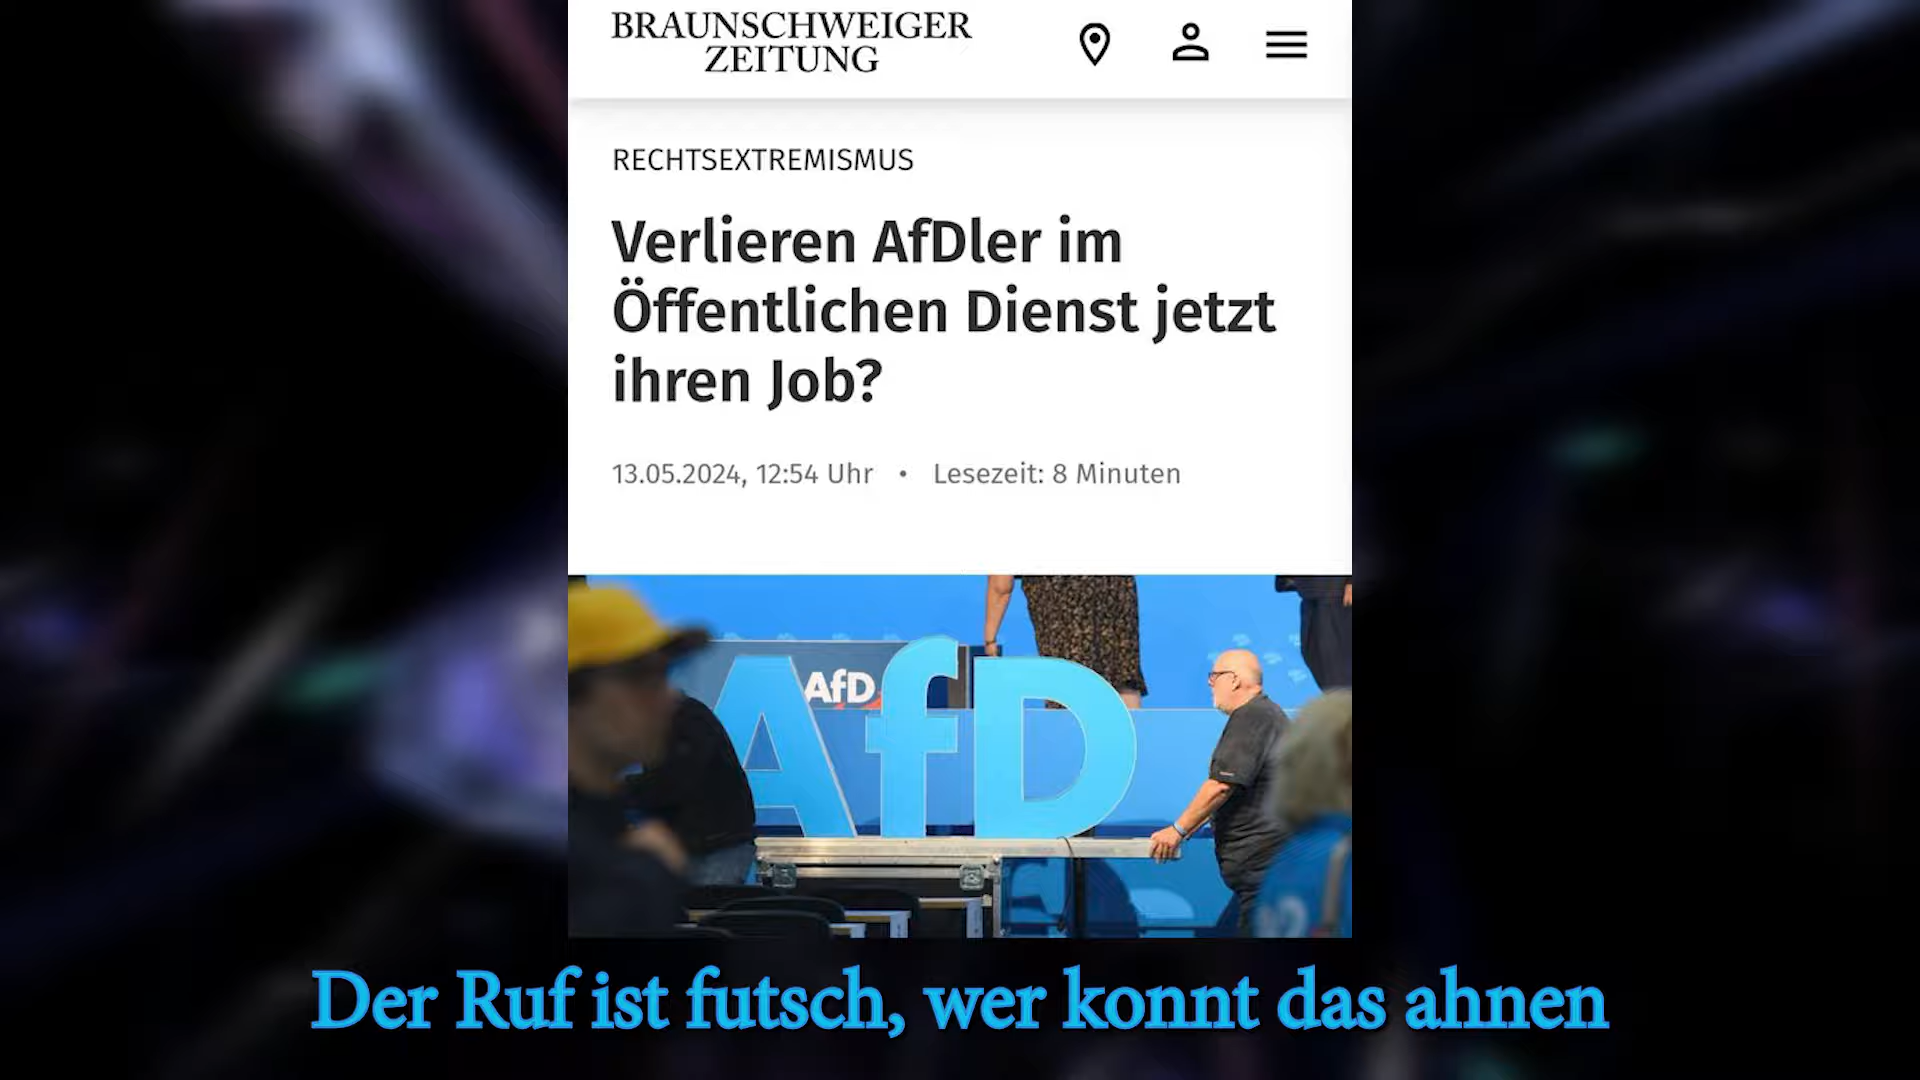 BRAUNSCHWEIGER
ZEITUNG
RECHTSEXTREMISMUS
Verlieren AfDler im
Öffentlichen Dienst jetzt
ihren Job?
13.05.2024, 12:54 Uhr • Lesezeit: 8 Minuten
AfD
AfD
Der Ruf ist futsch, wer konnt das ahnen